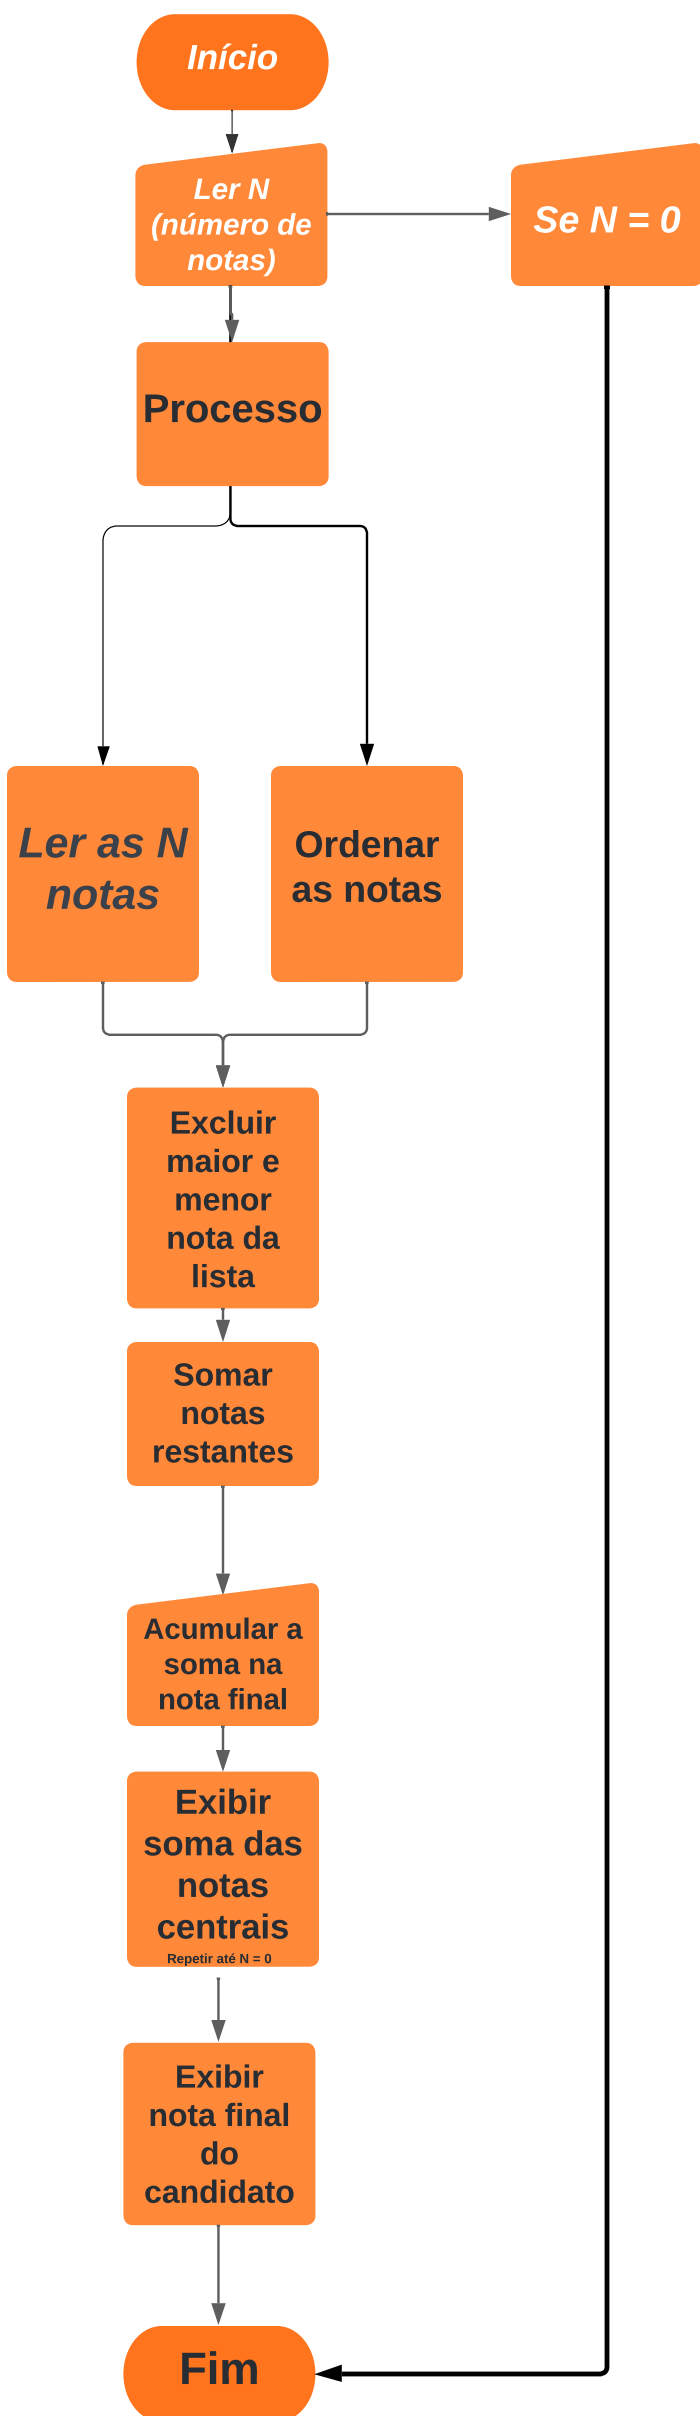 Início
Ler N
(número de
notas)
Se N = 0
Processo
Ler as N
notas
Ordenar
as notas
Excluir
maior e
menor
nota da
lista
Somar
notas
restantes
Acumular a
soma na
nota final
Exibir
soma das
notas
centrais
Repetir até N = 0
Exibir
nota final
do
candidato
Fim